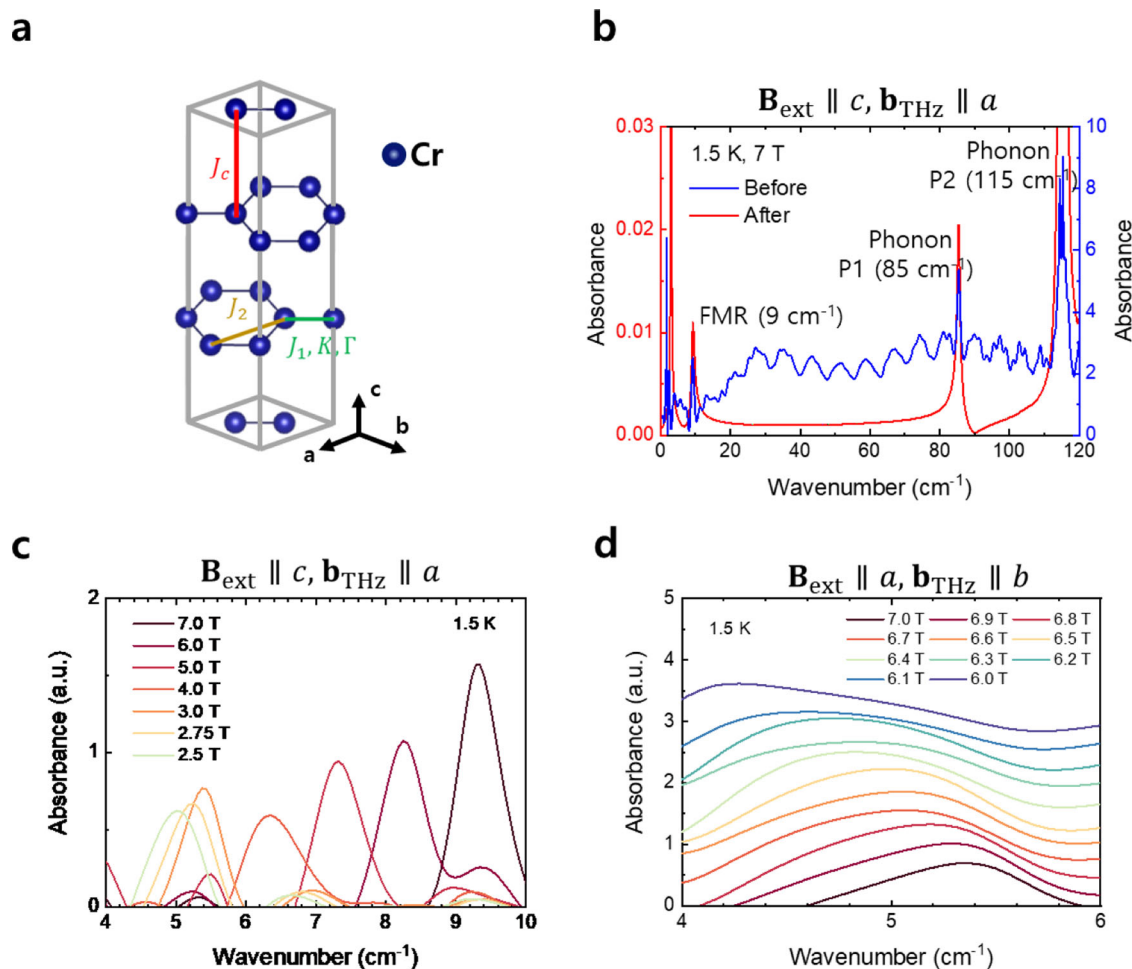 a
J_c
Cr
J_2
J_1, K, Γ
c
a
b
b
B_ext ∥ c, b_THz ∥ a
0.03
0.02
0.01
0.00
10
8
6
4
2
0
1.5 K, 7 T
Before
After
Phonon
P2 (115 cm⁻¹)
Phonon
P1 (85 cm⁻¹)
FMR (9 cm⁻¹)
Absorbance
Absorbance
0 20 40 60 80 100 120
Wavenumber (cm⁻¹)
c
B_ext ∥ c, b_THz ∥ a
2
1
0
7.0 T
6.0 T
5.0 T
4.0 T
3.0 T
2.75 T
2.5 T
1.5 K
Absorbance (a.u.)
4 5 6 7 8 9 10
Wavenumber (cm⁻¹)
d
B_ext ∥ a, b_THz ∥ b
5
4
3
2
1
0
1.5 K
7.0 T 6.9 T 6.8 T
6.7 T 6.6 T 6.5 T
6.4 T 6.3 T 6.2 T
6.1 T 6.0 T
Absorbance (a.u.)
4 5 6
Wavenumber (cm⁻¹)